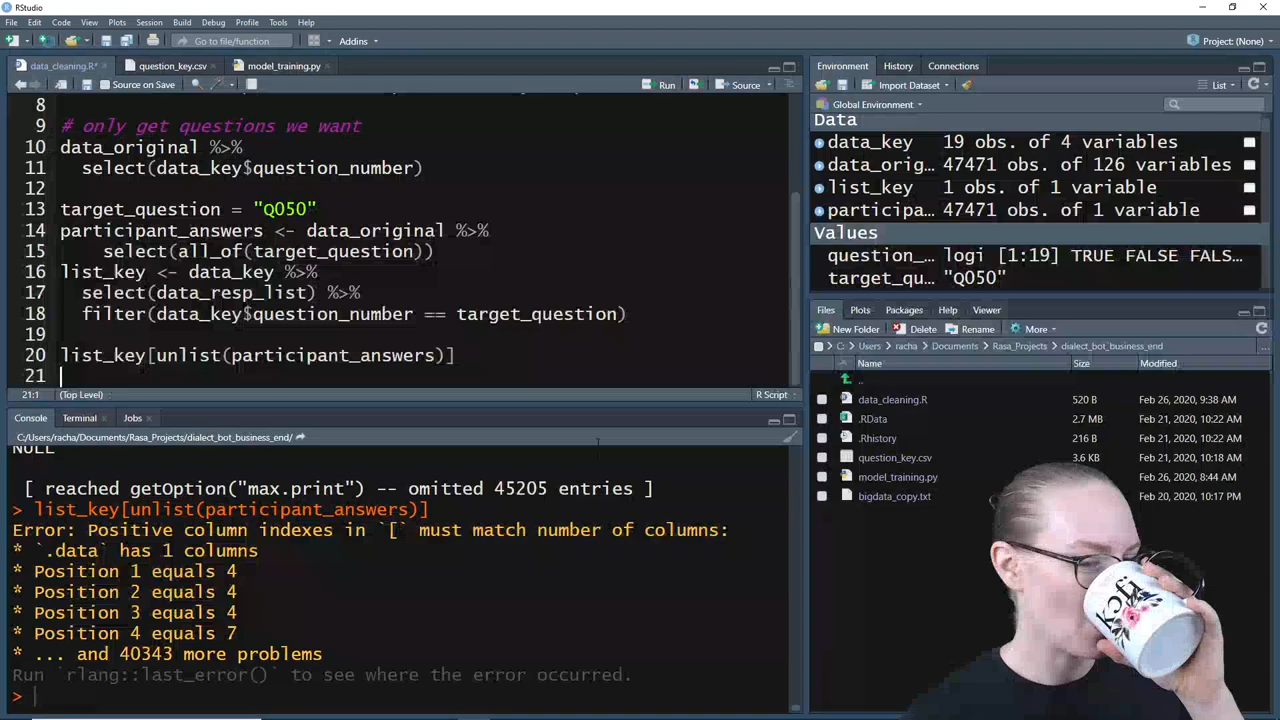 RStudio
File Edit Code View Plots Session Build Debug Profile Tools Help
Go to file/function Addins Project: (None)
data_cleaning.R* question_key.csv model_training.py
Source on Save Run Source
8
9 # only get questions we want
10 data_original %>%
11 select(data_key$question_number)
12
13 target_question = "Q050"
14 participant_answers <- data_original %>%
15 select(all_of(target_question))
16 list_key <- data_key %>%
17 select(data_resp_list) %>%
18 filter(data_key$question_number == target_question)
19
20 list_key[unlist(participant_answers)]
21
21:1 (Top Level) R Script
Console Terminal Jobs
C:/Users/racha/Documents/Rasa_Projects/dialect_bot_business_end/
NULL
[ reached getOption("max.print") -- omitted 45205 entries ]
> list_key[unlist(participant_answers)]
Error: Positive column indexes in `[` must match number of columns:
* `.data` has 1 columns
* Position 1 equals 4
* Position 2 equals 4
* Position 3 equals 4
* Position 4 equals 7
* ... and 40343 more problems
Run `rlang::last_error()` to see where the error occurred.
>
Environment History Connections
Import Dataset List
Global Environment
Data
data_key 19 obs. of 4 variables
data_orig… 47471 obs. of 126 variables
list_key 1 obs. of 1 variable
participa… 47471 obs. of 1 variable
Values
question_… logi [1:19] TRUE FALSE FALS…
target_qu… "Q050"
Files Plots Packages Help Viewer
New Folder Delete Rename More
C: Users racha Documents Rasa_Projects dialect_bot_business_end
Name Size Modified
..
data_cleaning.R 520 B Feb 26, 2020, 9:38 AM
.RData 2.7 MB Feb 21, 2020, 10:22 AM
.Rhistory 216 B Feb 21, 2020, 10:22 AM
question_key.csv 3.6 KB Feb 21, 2020, 10:18 AM
model_training.py Feb 26, 2020, 8:44 AM
bigdata_copy.txt Feb 20, 2020, 10:17 PM